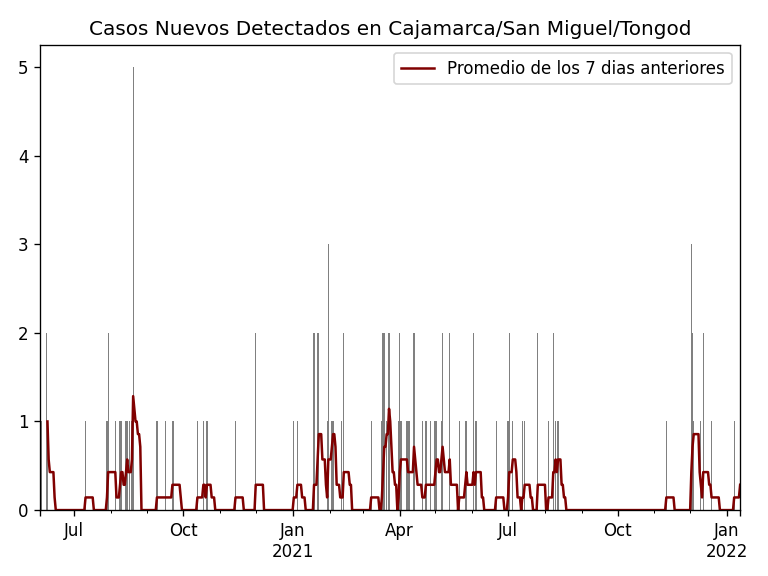 Casos Nuevos Detectados en Cajamarca/San Miguel/Tongod
Promedio de los 7 dias anteriores
5
4
3
2
1
0
Jul Oct Jan Apr Jul Oct Jan
2021 2022